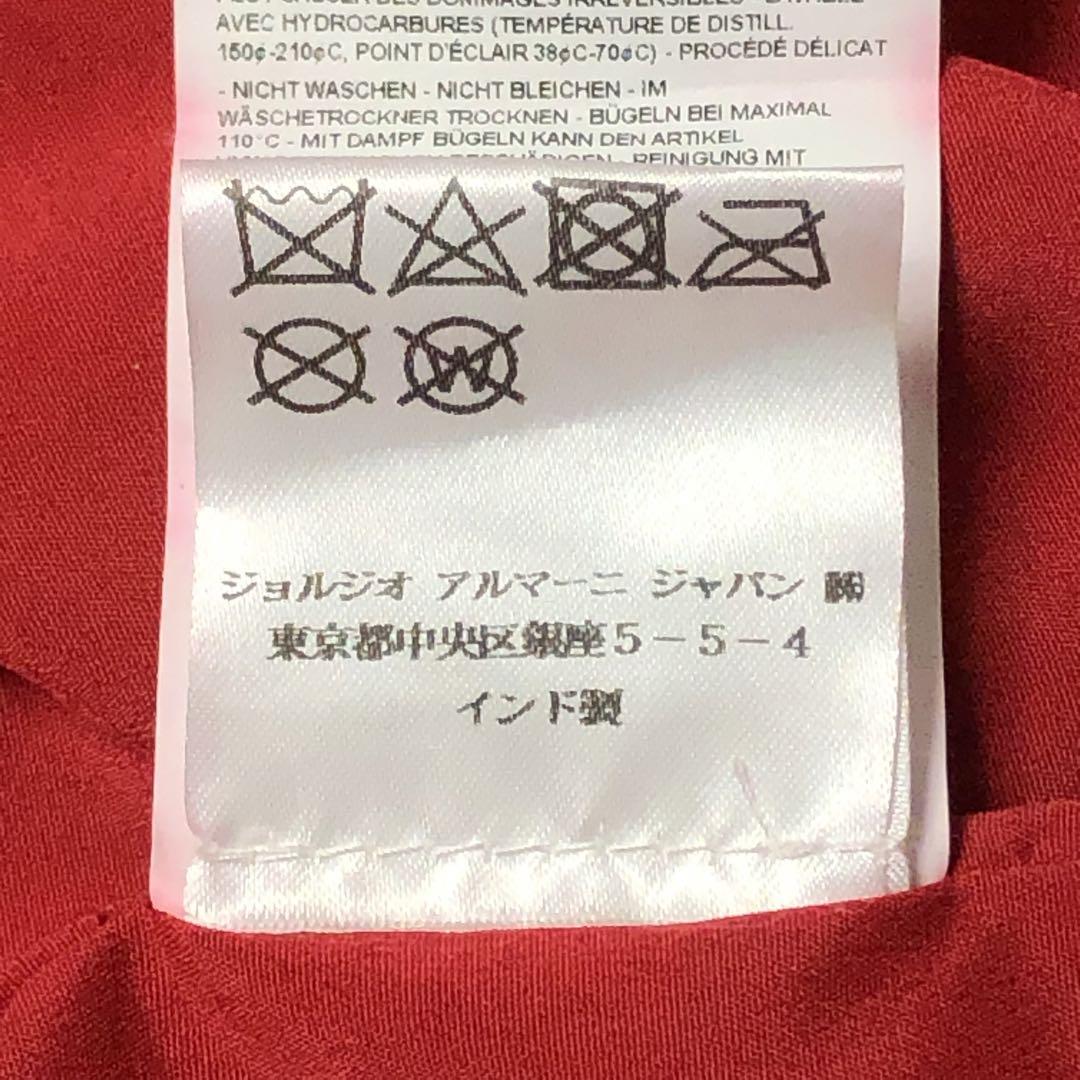 AVEC HYDROCARBURES (TEMPÉRATURE DE DISTILL.
150¢-210¢C, POINT D'ÉCLAIR 38¢C-70¢C) - PROCÉDÉ DÉLICAT
- NICHT WASCHEN - NICHT BLEICHEN - IM
WÄSCHETROCKNER TROCKNEN - BÜGELN BEI MAXIMAL
110°C - MIT DAMPF BÜGELN KANN DEN ARTIKEL
REINIGUNG MIT
W
ジョルジオ アルマーニ ジャパン ㈱
東京都中央区銀座5-5-4
インド製